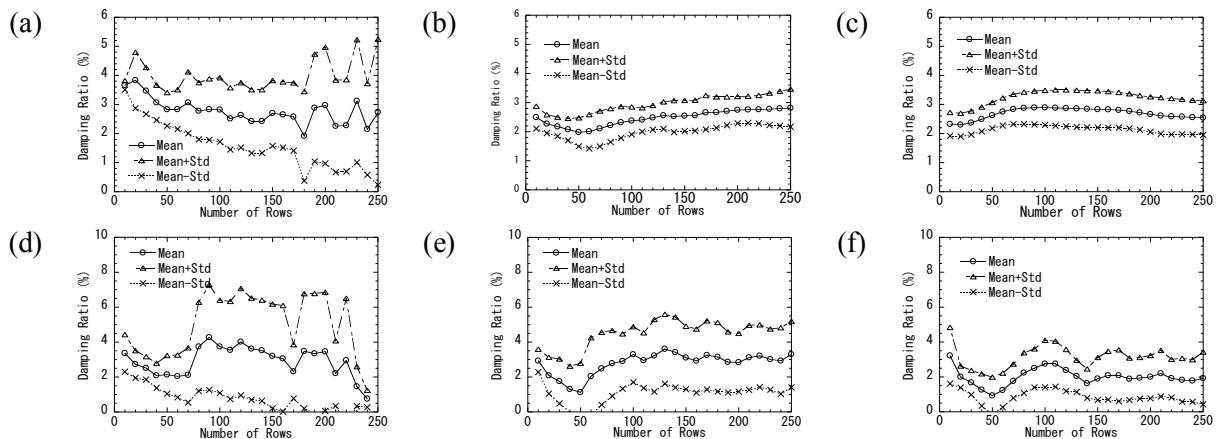 (a)
6
5
4
3
2
1
0
Damping Ratio (%)
Mean
Mean+Std
Mean-Std
0 50 100 150 200 250
Number of Rows
(b)
6
5
4
3
2
1
0
Damping Ratio (%)
Mean
Mean+Std
Mean-Std
0 50 100 150 200 250
Number of Rows
(c)
6
5
4
3
2
1
0
Damping Ratio (%)
Mean
Mean+Std
Mean-Std
0 50 100 150 200 250
Number of Rows
(d)
10
8
6
4
2
0
Damping Ratio (%)
Mean
Mean+Std
Mean-Std
0 50 100 150 200 250
Number of Rows
(e)
10
8
6
4
2
0
Damping Ratio (%)
Mean
Mean+Std
Mean-Std
0 50 100 150 200 250
Number of Rows
(f)
10
8
6
4
2
0
Damping Ratio (%)
Mean
Mean+Std
Mean-Std
0 50 100 150 200 250
Number of Rows